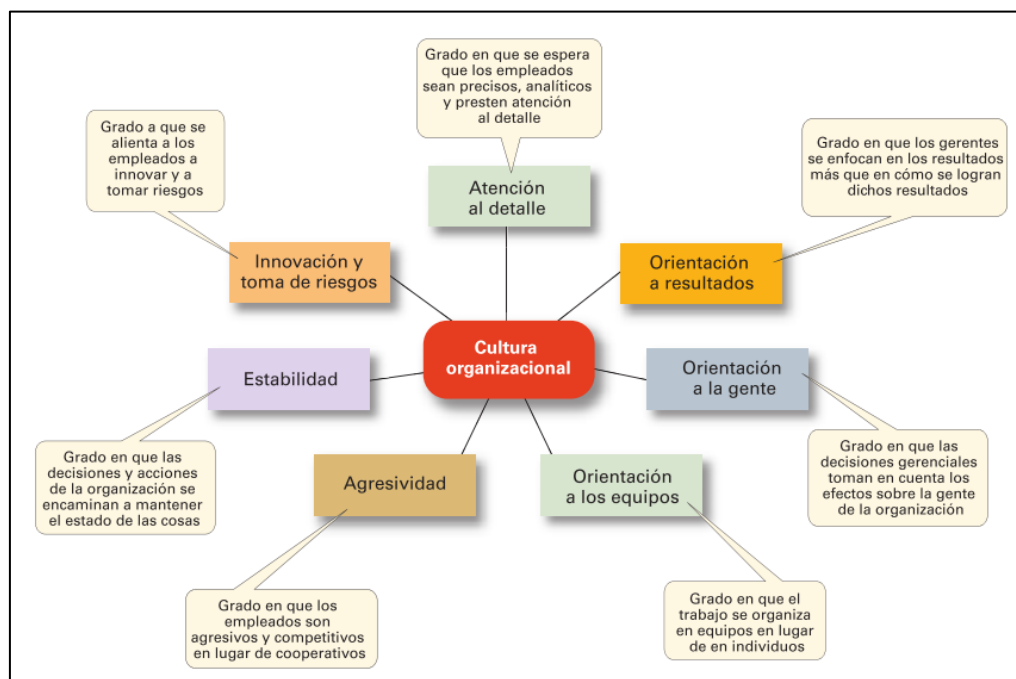 Grado en que se espera
que los empleados
sean precisos, analíticos
y presten atención
al detalle
Atención
al detalle
Grado a que se
alienta a los
empleados a
innovar y a
tomar riesgos
Innovación y
toma de riesgos
Grado en que los gerentes
se enfocan en los resultados
más que en cómo se logran
dichos resultados
Orientación
a resultados
Cultura
organizacional
Estabilidad
Grado en que las
decisiones y acciones
de la organización se
encaminan a mantener
el estado de las cosas
Orientación
a la gente
Grado en que las
decisiones gerenciales
toman en cuenta los
efectos sobre la gente
de la organización
Agresividad
Grado en que los
empleados son
agresivos y competitivos
en lugar de cooperativos
Orientación
a los equipos
Grado en que el
trabajo se organiza
en equipos en lugar
de en individuos